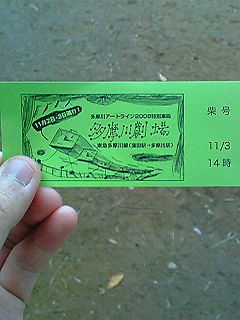 多摩川アートライン2008特別車両
11月2日・3日運行!
多摩川劇場
東急多摩川線(蒲田駅→多摩川駅)
柴号
11/3
14時